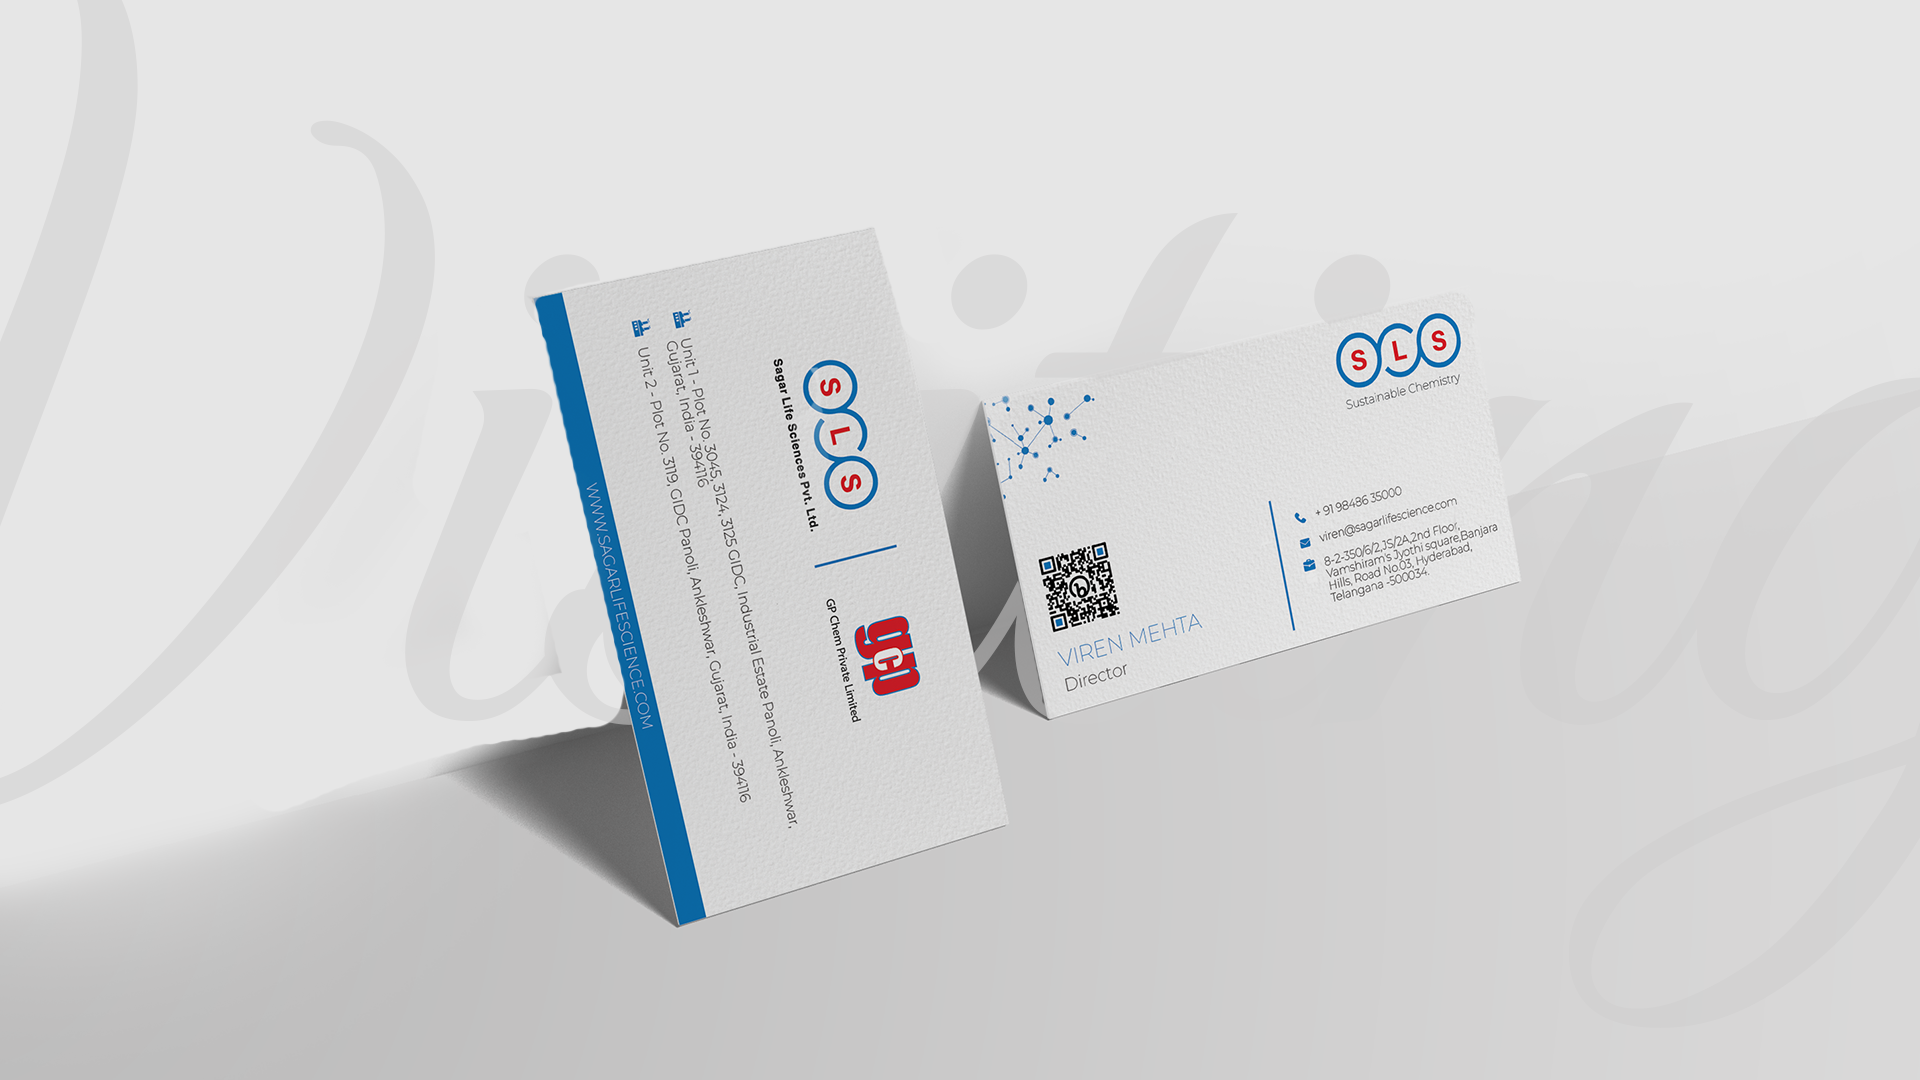 Visiting
SLS
Sagar Life Sciences Pvt. Ltd.
gcp
GP Chem Private Limited
Unit 1 - Plot No. 3045, 3124, 3125 GIDC, Industrial Estate Panoli, Ankleshwar,
Gujarat, India - 394116
Unit 2 - Plot No. 3119, GIDC Panoli, Ankleshwar, Gujarat, India - 394116
WWW.SAGARLIFESCIENCE.COM
SLS
Sustainable Chemistry
+ 91 98486 35000
viren@sagarlifescience.com
8-2-350/6/2,JS/2A,2nd Floor,
Vamshiram's Jyothi square,Banjara
Hills, Road No.03, Hyderabad,
Telangana -500034.
VIREN MEHTA
Director